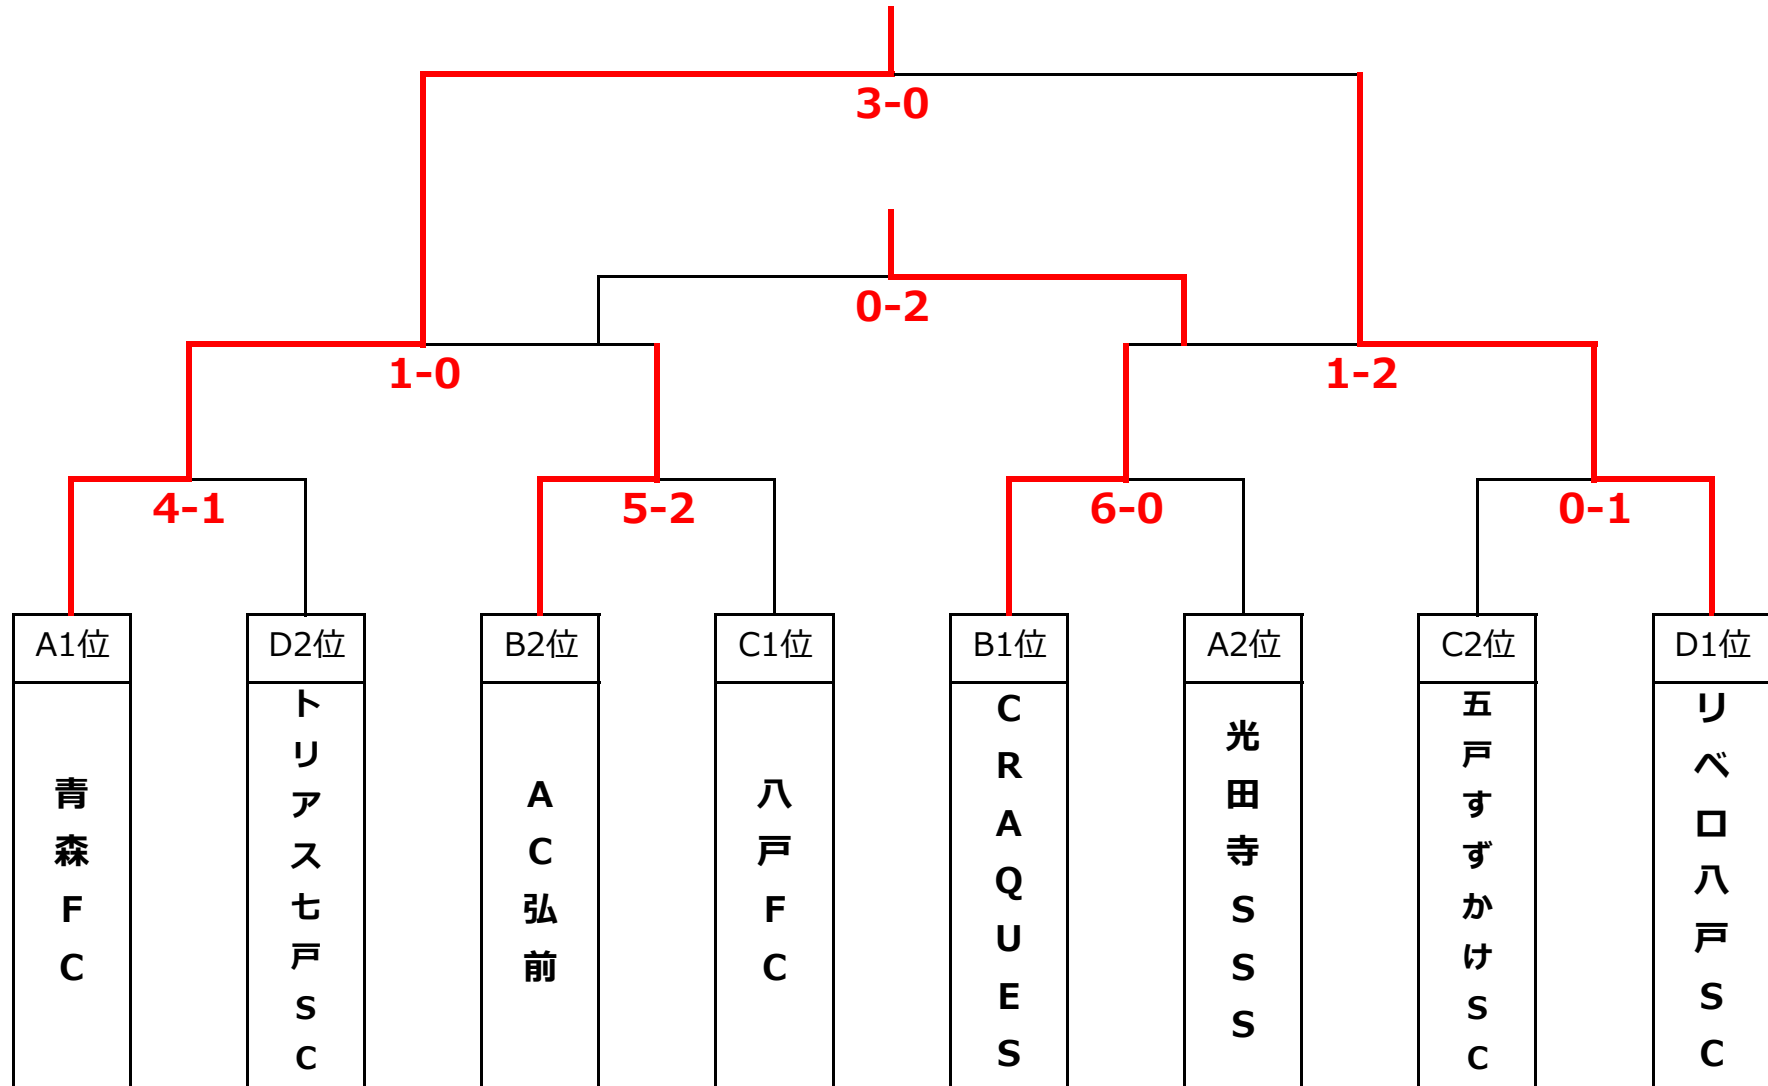 3-0
0-2
1-0
1-2
4-1
5-2
6-0
0-1
A1位
D2位
B2位
C1位
B1位
A2位
C2位
D1位
青森FC
トリアス七戸SC
AC弘前
八戸FC
CRAQUES
光田寺SSS
五戸すずかけSC
リベロ八戸SC